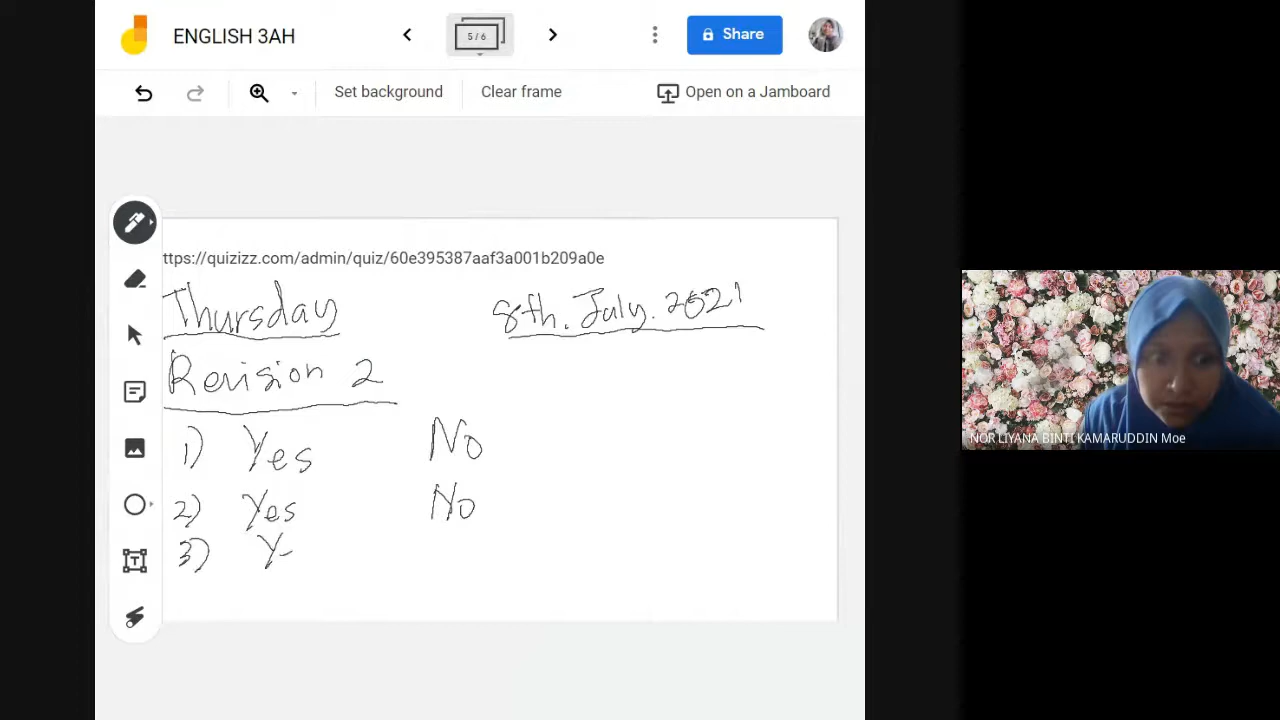 ENGLISH 3AH
5 / 6
Share
Set background
Clear frame
Open on a Jamboard
ttps://quizizz.com/admin/quiz/60e395387aaf3a001b209a0e
Thursday 8th. July. 2021
Revision 2
1) Yes No
2) Yes No
3) Y-
NOR LIYANA BINTI KAMARUDDIN Moe